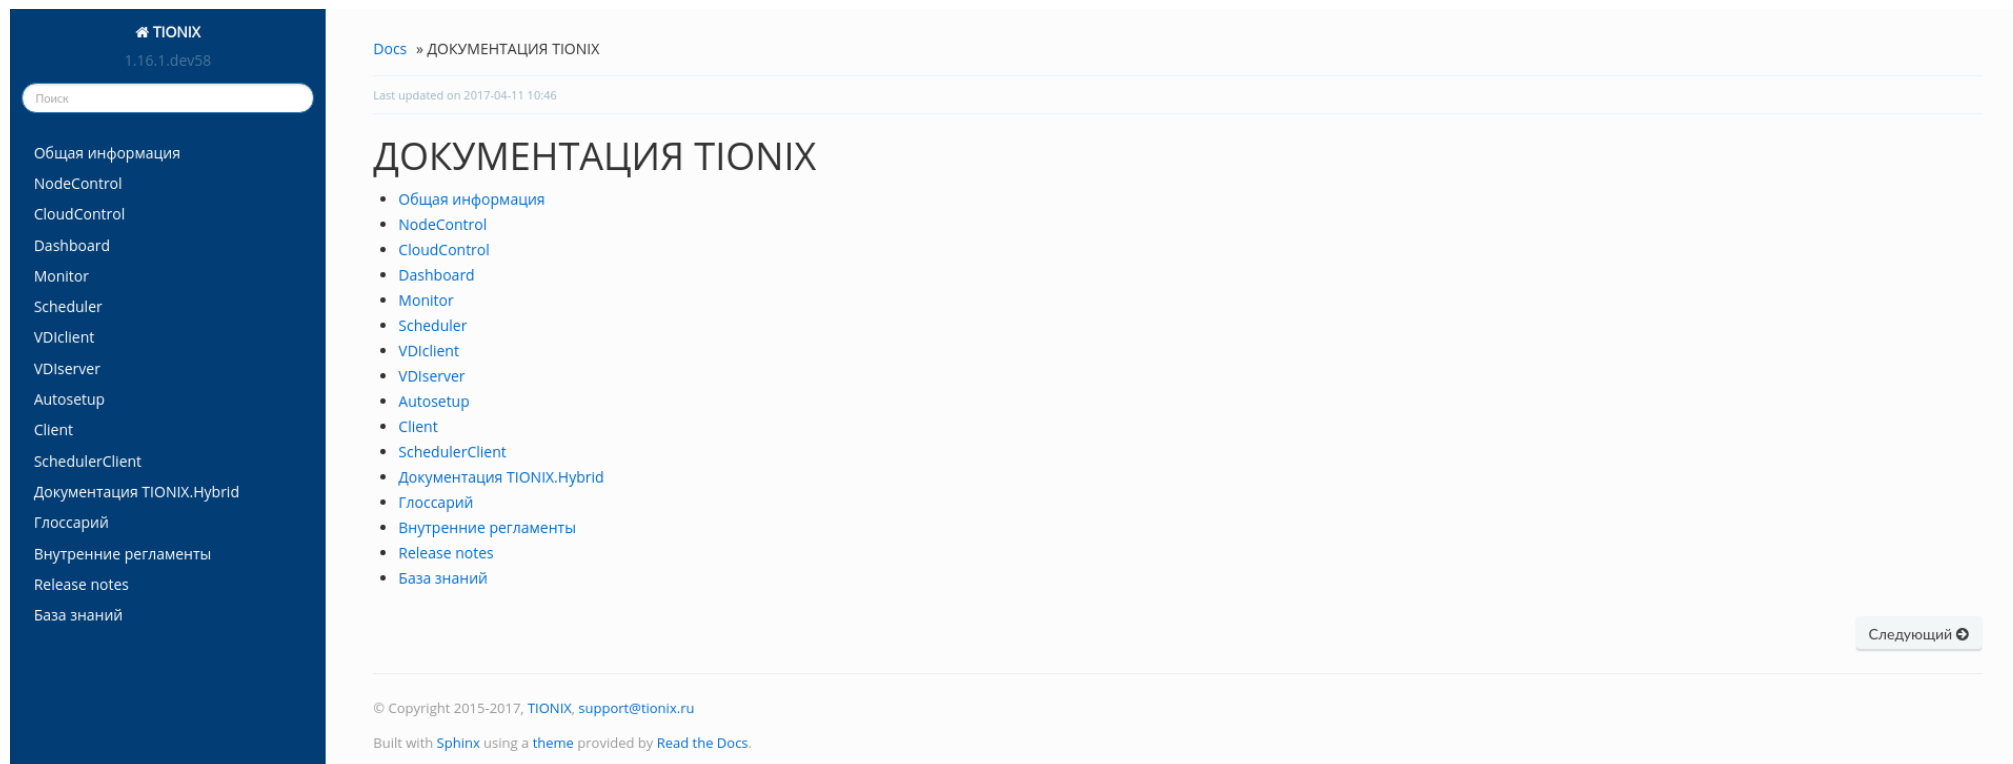 TIONIX
1.16.1.dev58
Поиск
Общая информация
NodeControl
CloudControl
Dashboard
Monitor
Scheduler
VDIclient
VDIserver
Autosetup
Client
SchedulerClient
Документация TIONIX.Hybrid
Глоссарий
Внутренние регламенты
Release notes
База знаний
Docs » ДОКУМЕНТАЦИЯ TIONIX
Last updated on 2017-04-11 10:46
ДОКУМЕНТАЦИЯ TIONIX
Общая информация
NodeControl
CloudControl
Dashboard
Monitor
Scheduler
VDIclient
VDIserver
Autosetup
Client
SchedulerClient
Документация TIONIX.Hybrid
Глоссарий
Внутренние регламенты
Release notes
База знаний
Следующий
© Copyright 2015-2017, TIONIX, support@tionix.ru
Built with Sphinx using a theme provided by Read the Docs.